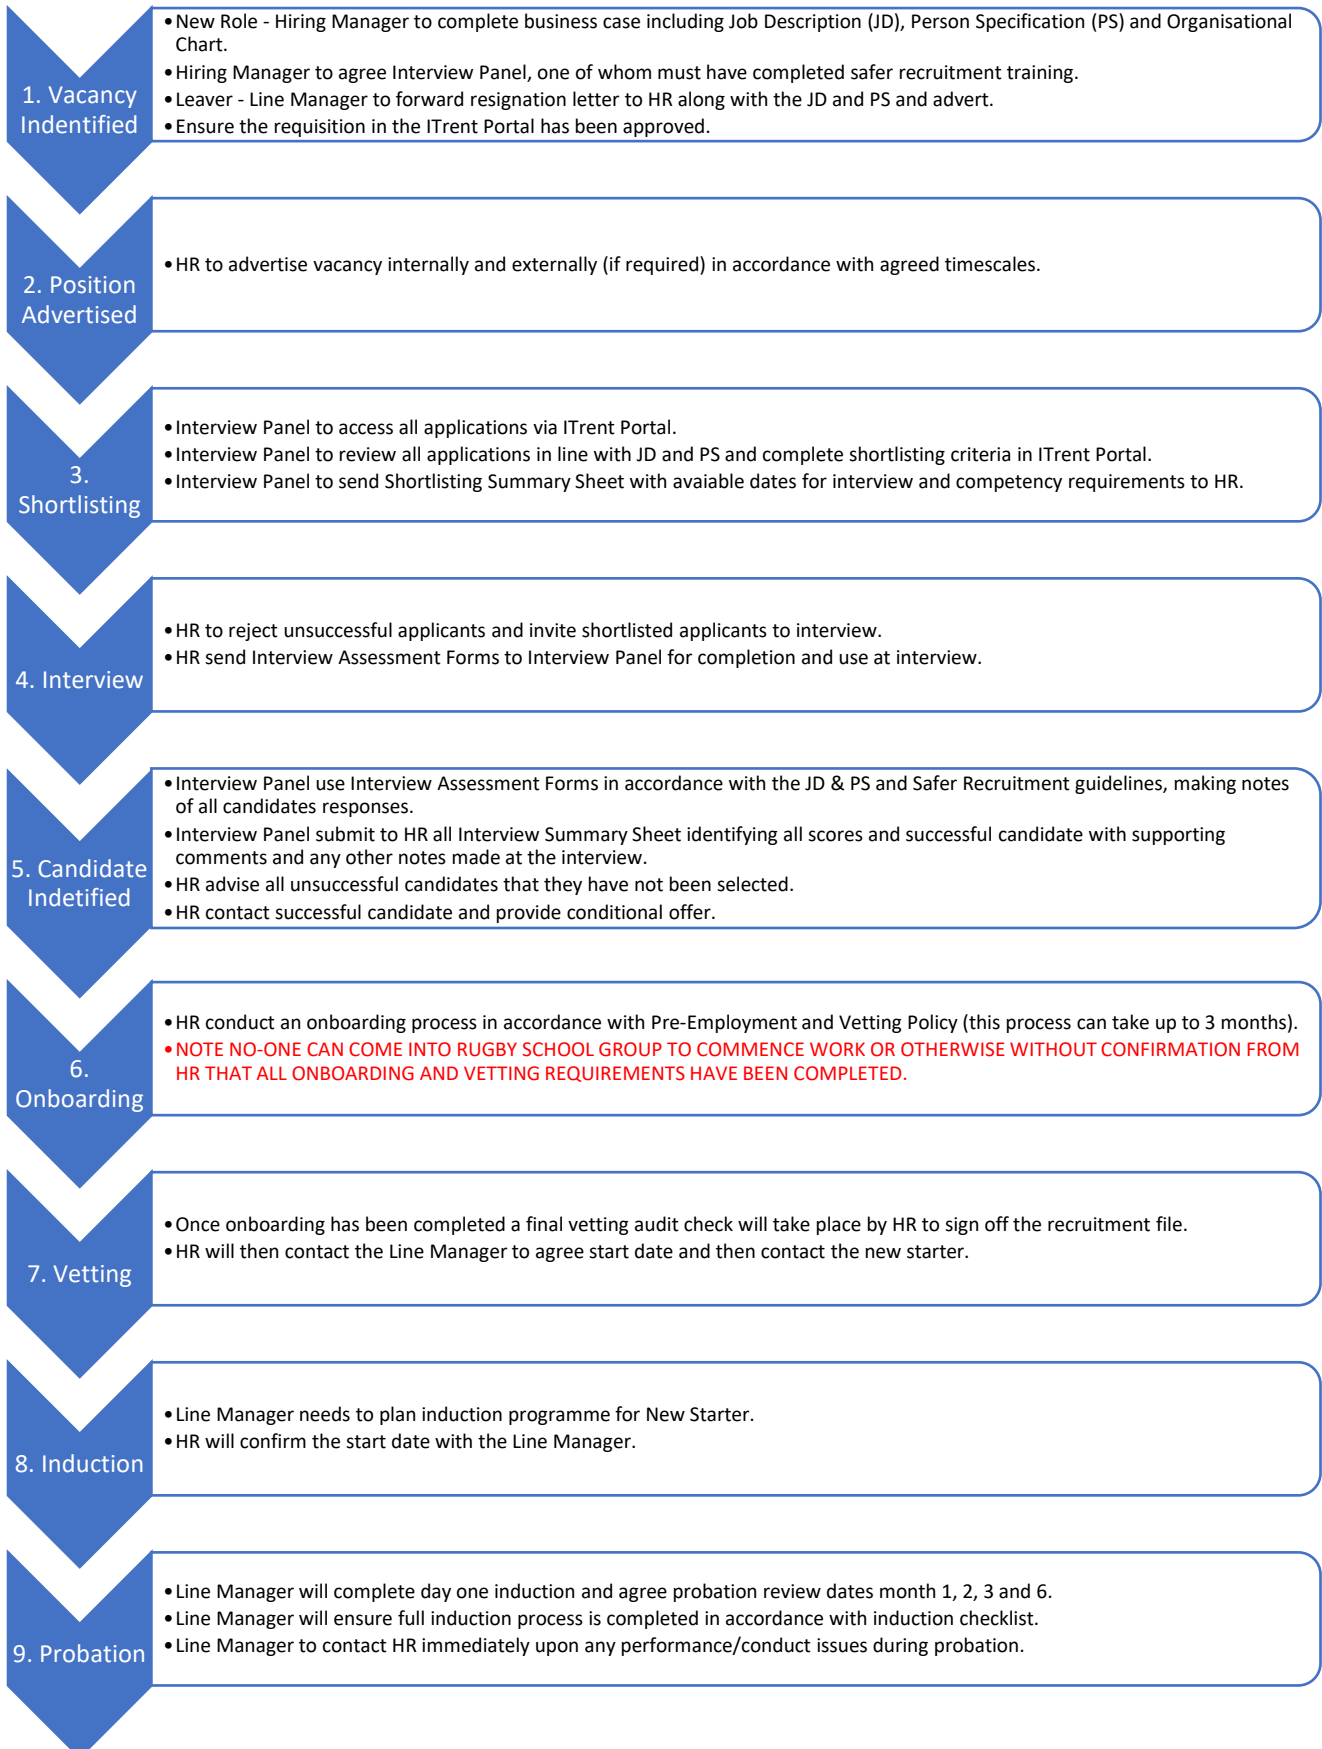 1. Vacancy
Indentified
•New Role - Hiring Manager to complete business case including Job Description (JD), Person Specification (PS) and Organisational
Chart.
•Hiring Manager to agree Interview Panel, one of whom must have completed safer recruitment training.
•Leaver - Line Manager to forward resignation letter to HR along with the JD and PS and advert.
•Ensure the requisition in the ITrent Portal has been approved.
2. Position
Advertised
•HR to advertise vacancy internally and externally (if required) in accordance with agreed timescales.
3.
Shortlisting
•Interview Panel to access all applications via ITrent Portal.
•Interview Panel to review all applications in line with JD and PS and complete shortlisting criteria in ITrent Portal.
•Interview Panel to send Shortlisting Summary Sheet with avaiable dates for interview and competency requirements to HR.
4. Interview
•HR to reject unsuccessful applicants and invite shortlisted applicants to interview.
•HR send Interview Assessment Forms to Interview Panel for completion and use at interview.
5. Candidate
Indetified
•Interview Panel use Interview Assessment Forms in accordance with the JD & PS and Safer Recruitment guidelines, making notes
of all candidates responses.
•Interview Panel submit to HR all Interview Summary Sheet identifying all scores and successful candidate with supporting
comments and any other notes made at the interview.
•HR advise all unsuccessful candidates that they have not been selected.
•HR contact successful candidate and provide conditional offer.
6.
Onboarding
•HR conduct an onboarding process in accordance with Pre-Employment and Vetting Policy (this process can take up to 3 months).
•NOTE NO-ONE CAN COME INTO RUGBY SCHOOL GROUP TO COMMENCE WORK OR OTHERWISE WITHOUT CONFIRMATION FROM
HR THAT ALL ONBOARDING AND VETTING REQUIREMENTS HAVE BEEN COMPLETED.
7. Vetting
•Once onboarding has been completed a final vetting audit check will take place by HR to sign off the recruitment file.
•HR will then contact the Line Manager to agree start date and then contact the new starter.
8. Induction
•Line Manager needs to plan induction programme for New Starter.
•HR will confirm the start date with the Line Manager.
9. Probation
•Line Manager will complete day one induction and agree probation review dates month 1, 2, 3 and 6.
•Line Manager will ensure full induction process is completed in accordance with induction checklist.
•Line Manager to contact HR immediately upon any performance/conduct issues during probation.